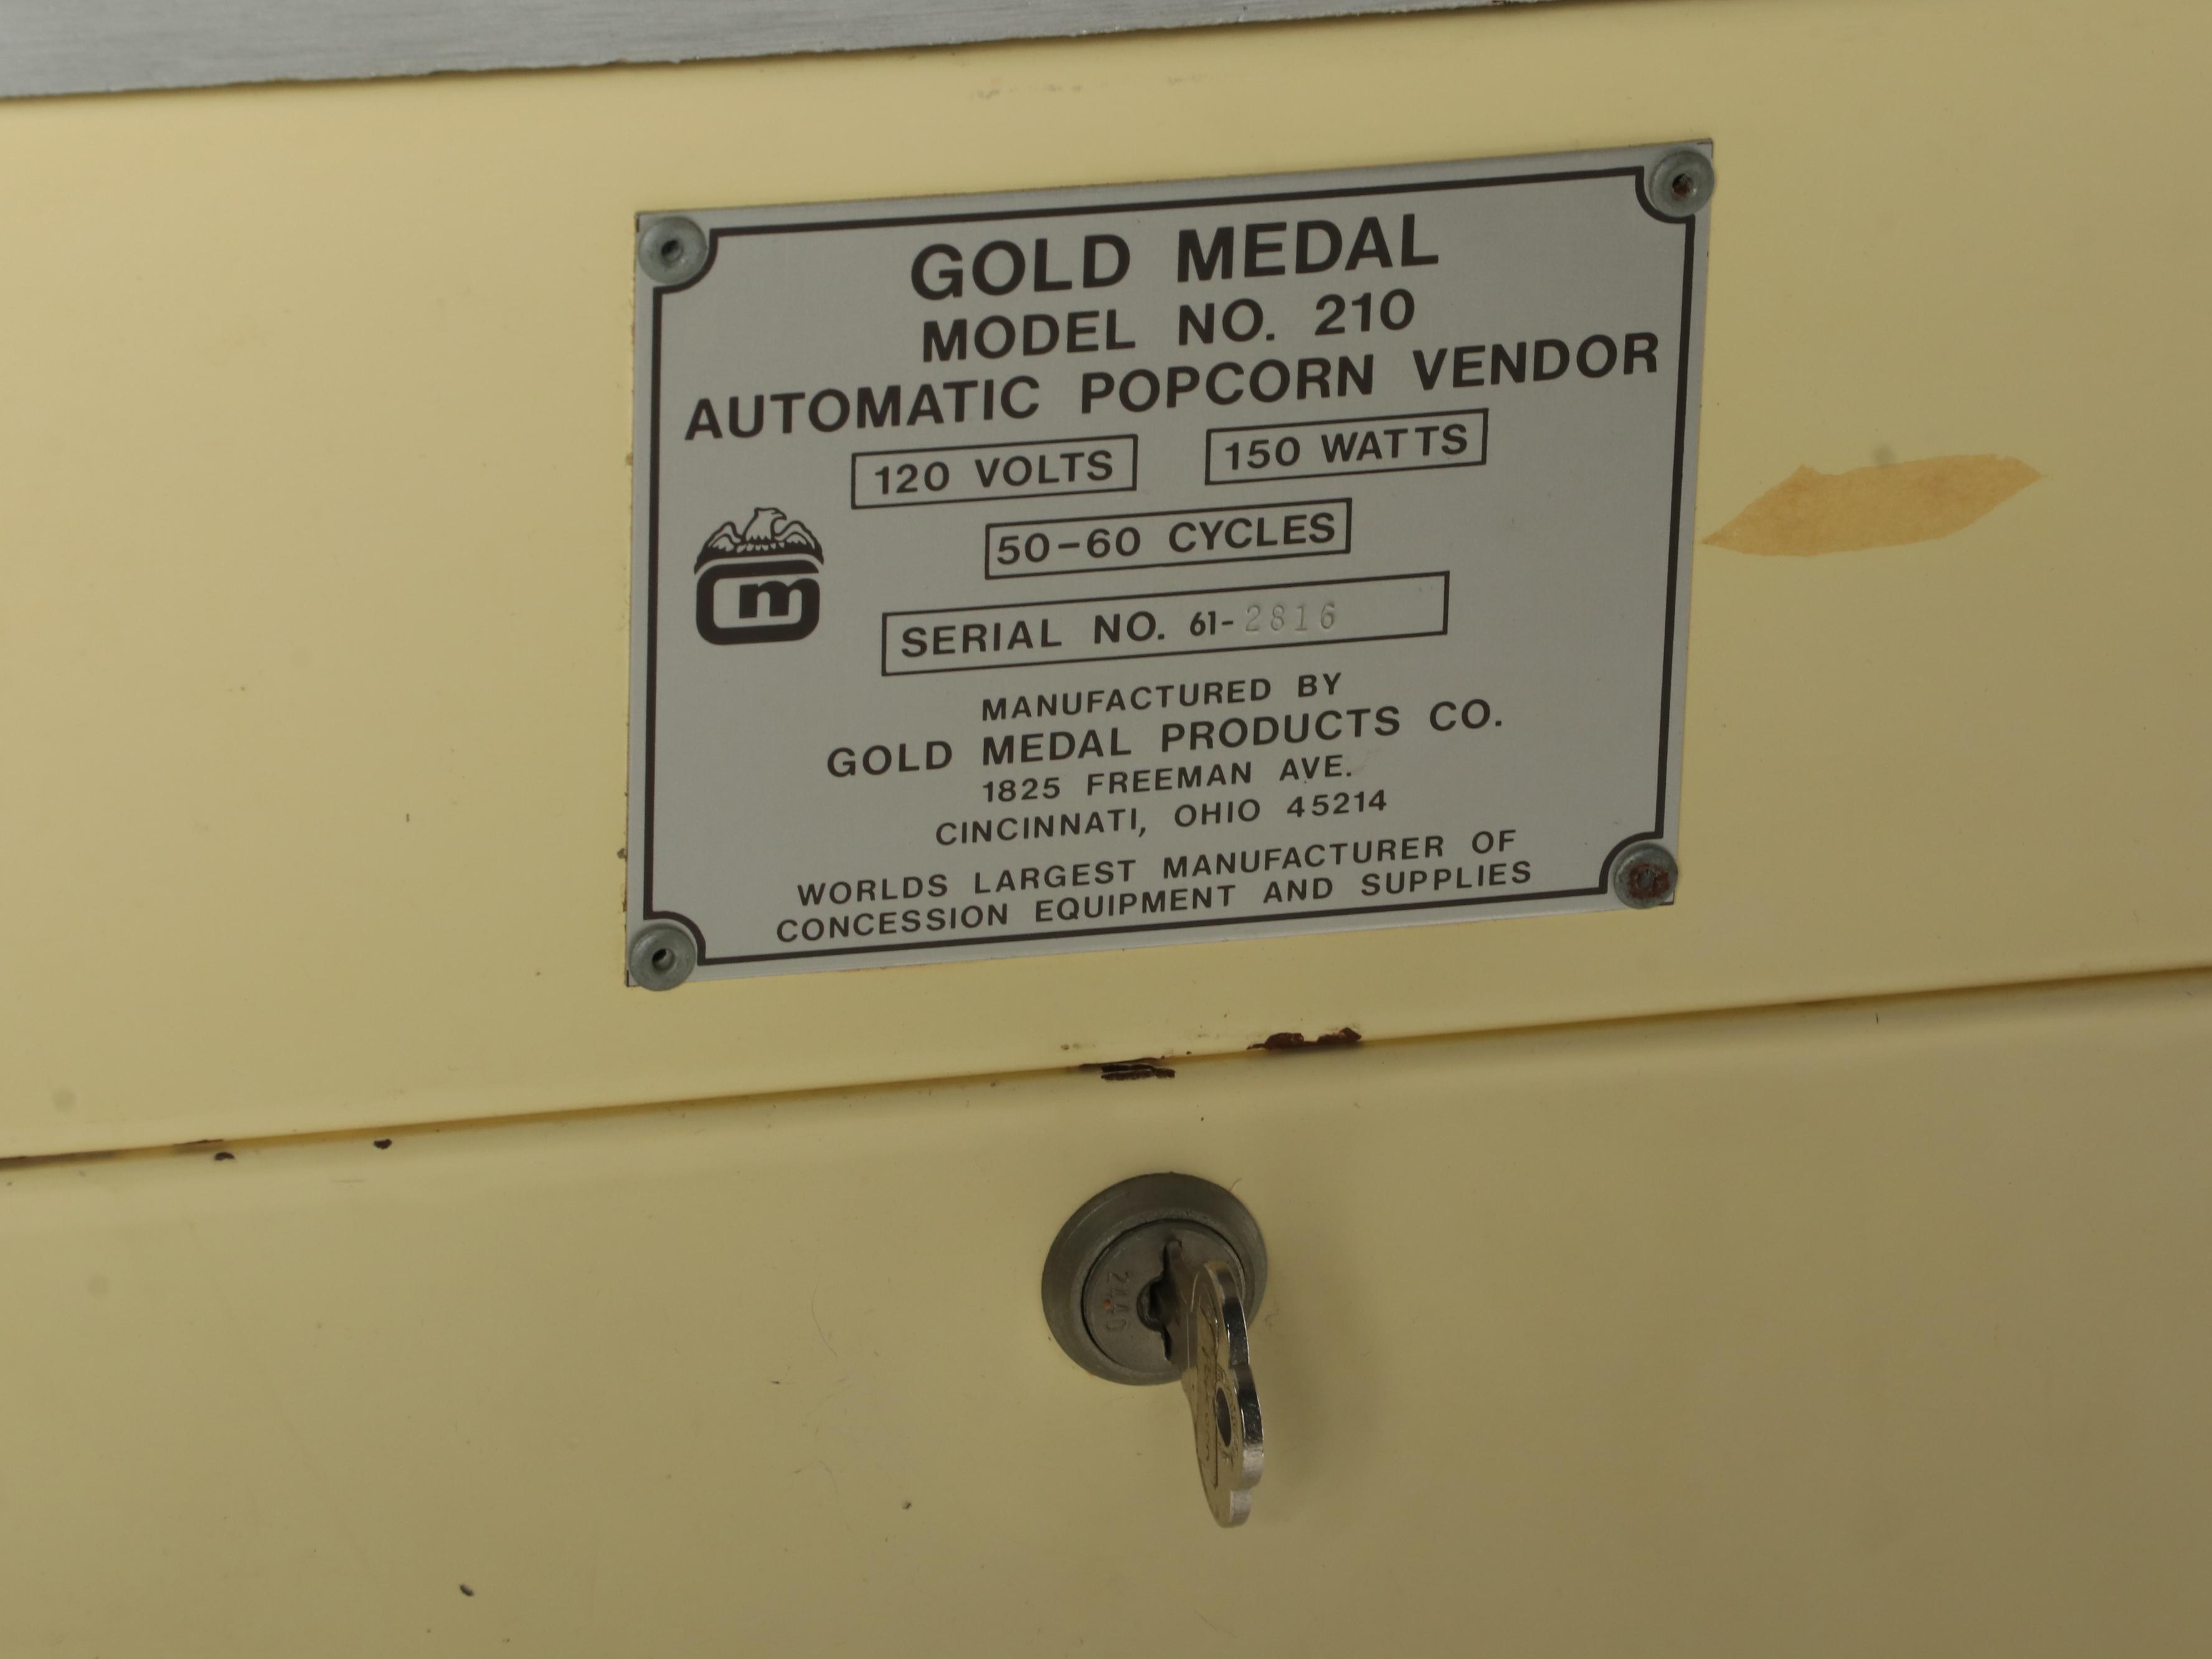 GOLD MEDAL
MODEL NO. 210
AUTOMATIC POPCORN VENDOR
120 VOLTS 150 WATTS
50-60 CYCLES
m
SERIAL NO. 61-2816
MANUFACTURED BY
GOLD MEDAL PRODUCTS CO.
1825 FREEMAN AVE.
CINCINNATI, OHIO 45214
WORLDS LARGEST MANUFACTURER OF
CONCESSION EQUIPMENT AND SUPPLIES
2440